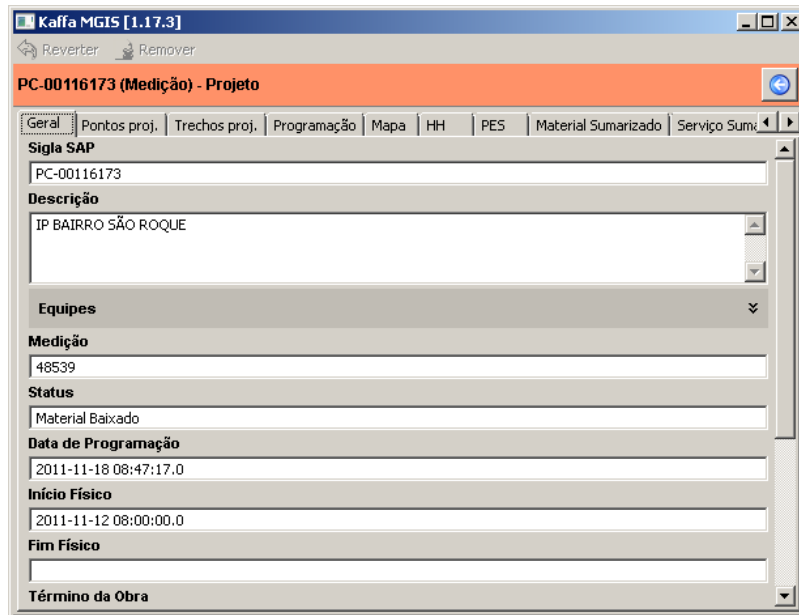 Kaffa MGIS [1.17.3]
Reverter Remover
PC-00116173 (Medição) - Projeto
Geral Pontos proj. Trechos proj. Programação Mapa HH PES Material Sumarizado Serviço Suma
Sigla SAP
PC-00116173
Descrição
IP BAIRRO SÃO ROQUE
Equipes
Medição
48539
Status
Material Baixado
Data de Programação
2011-11-18 08:47:17.0
Início Físico
2011-11-12 08:00:00.0
Fim Físico
Término da Obra